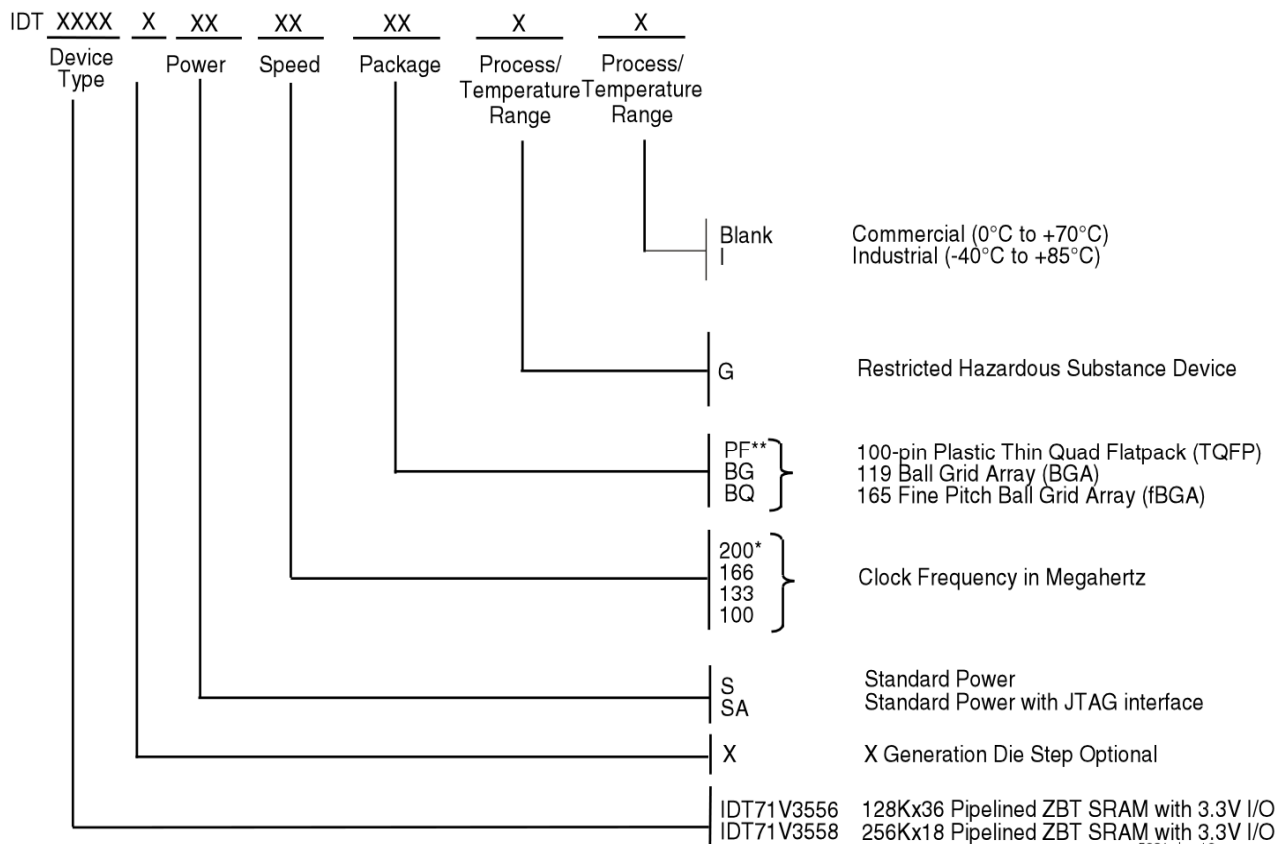 IDT XXXX X XX XX XX X X
Device Type Power Speed Package Process/ Temperature Range Process/ Temperature Range
Blank Commercial (0°C to +70°C)
I Industrial (-40°C to +85°C)
G Restricted Hazardous Substance Device
PF** 100-pin Plastic Thin Quad Flatpack (TQFP)
BG 119 Ball Grid Array (BGA)
BQ 165 Fine Pitch Ball Grid Array (fBGA)
200*
166
133
100
Clock Frequency in Megahertz
S Standard Power
SA Standard Power with JTAG interface
X X Generation Die Step Optional
IDT71V3556 128Kx36 Pipelined ZBT SRAM with 3.3V I/O
IDT71V3558 256Kx18 Pipelined ZBT SRAM with 3.3V I/O